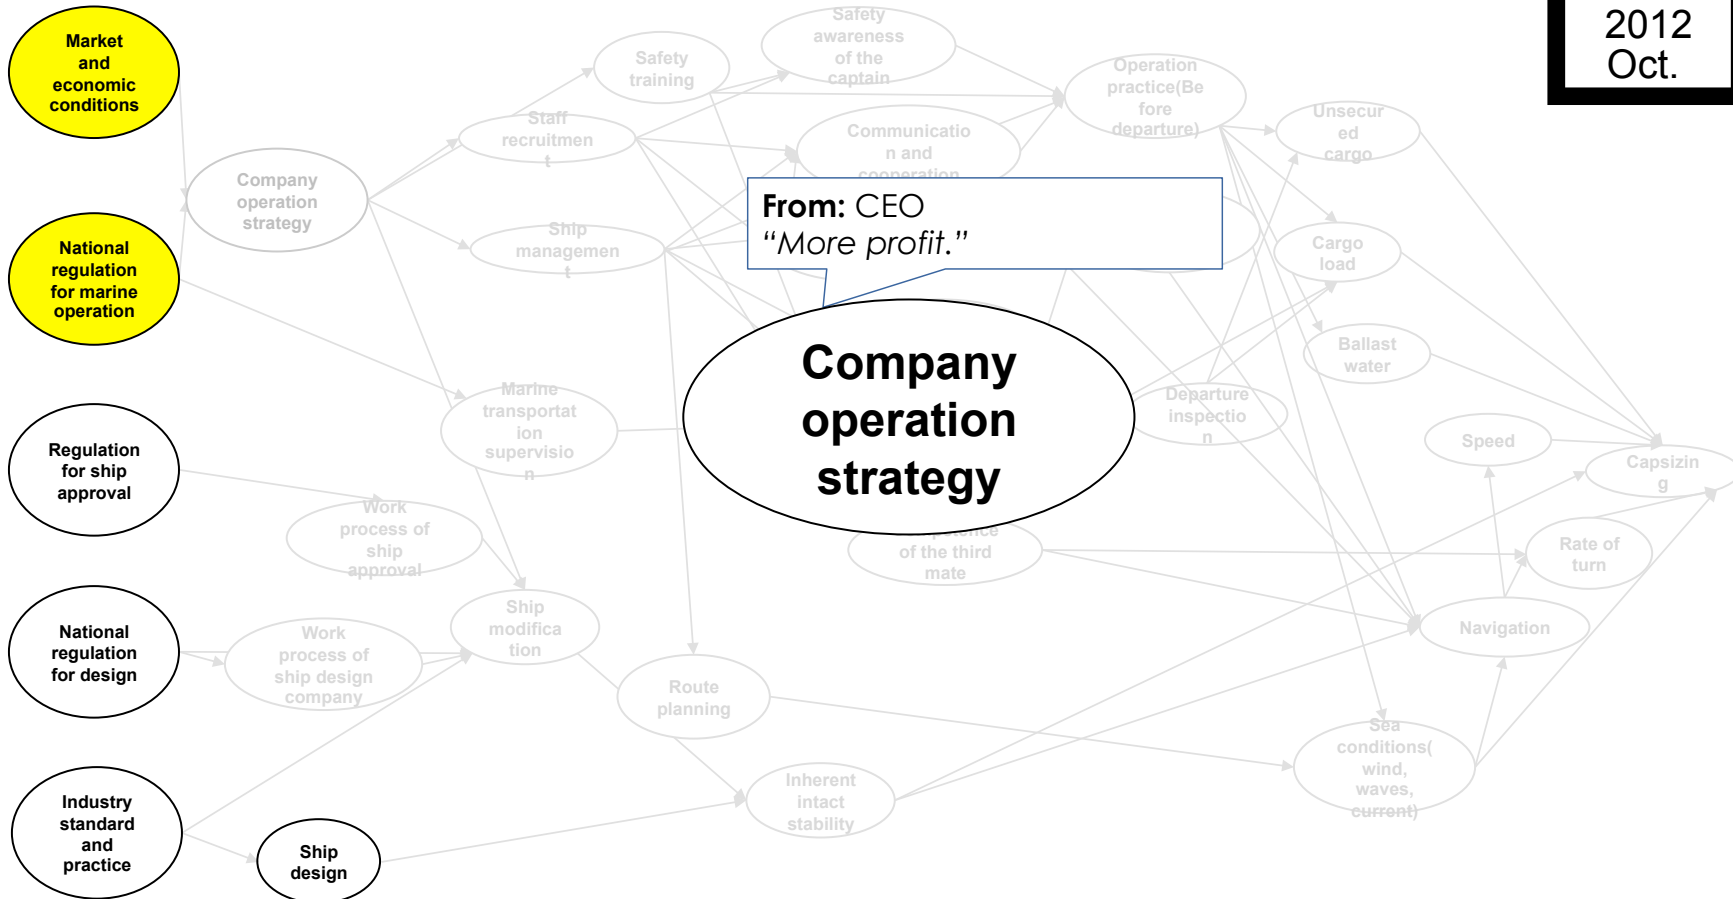 Market
and
economic
conditions
National
regulation
for marine
operation
Regulation
for ship
approval
National
regulation
for design
Industry
standard
and
practice
Ship
design
Company
operation
strategy
Work
process of
ship
approval
Work
process of
ship design
company
Staff
recruitmen
t
Ship
managemen
t
Marine
transportat
ion
supervisio
n
Ship
modifica
tion
Safety
training
Safety
awareness
of the
captain
Communicatio
n and
cooperation
From: CEO
“More profit.”
Company
operation
strategy
of the third
mate
Route
planning
Inherent
intact
stability
Operation
practice(Be
fore
departure)
Departure
inspectio
n
Unsecur
ed
cargo
Cargo
load
Ballast
water
Speed
Capsizin
g
Rate of
turn
Navigation
Sea
conditions(
wind,
waves,
current)
2012
Oct.